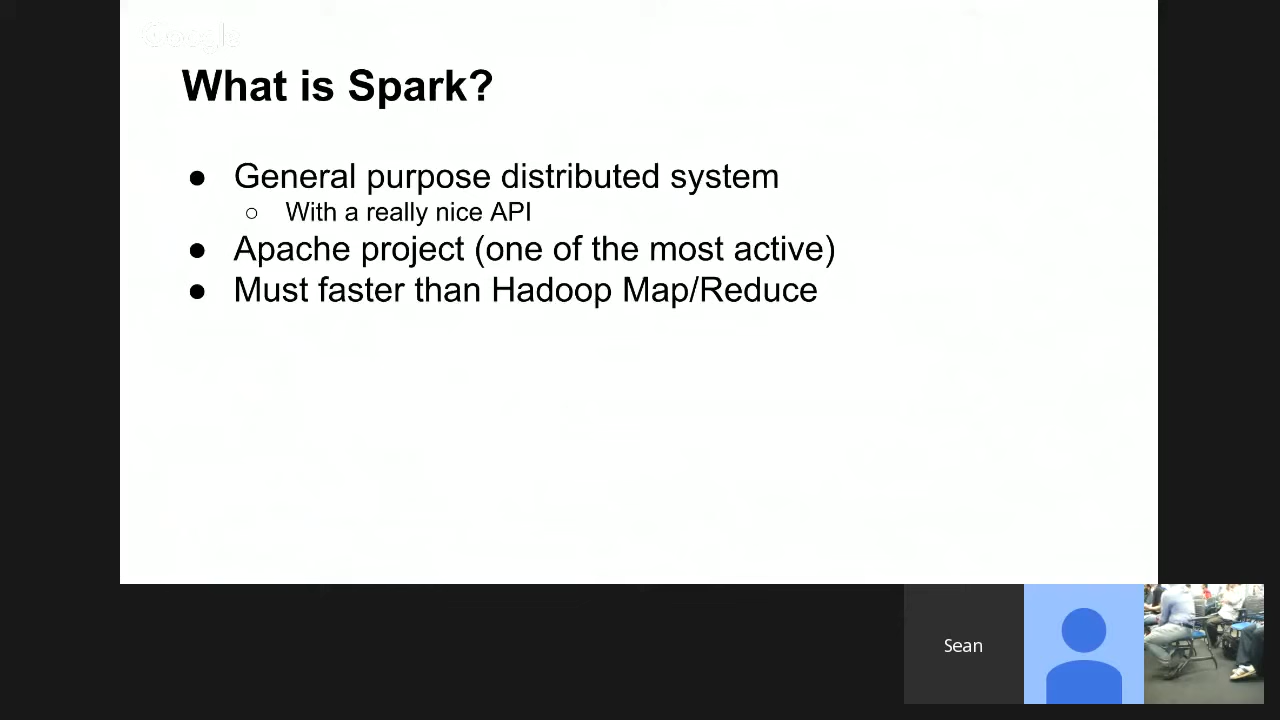 Google
What is Spark?
● General purpose distributed system
○ With a really nice API
● Apache project (one of the most active)
● Must faster than Hadoop Map/Reduce
Sean